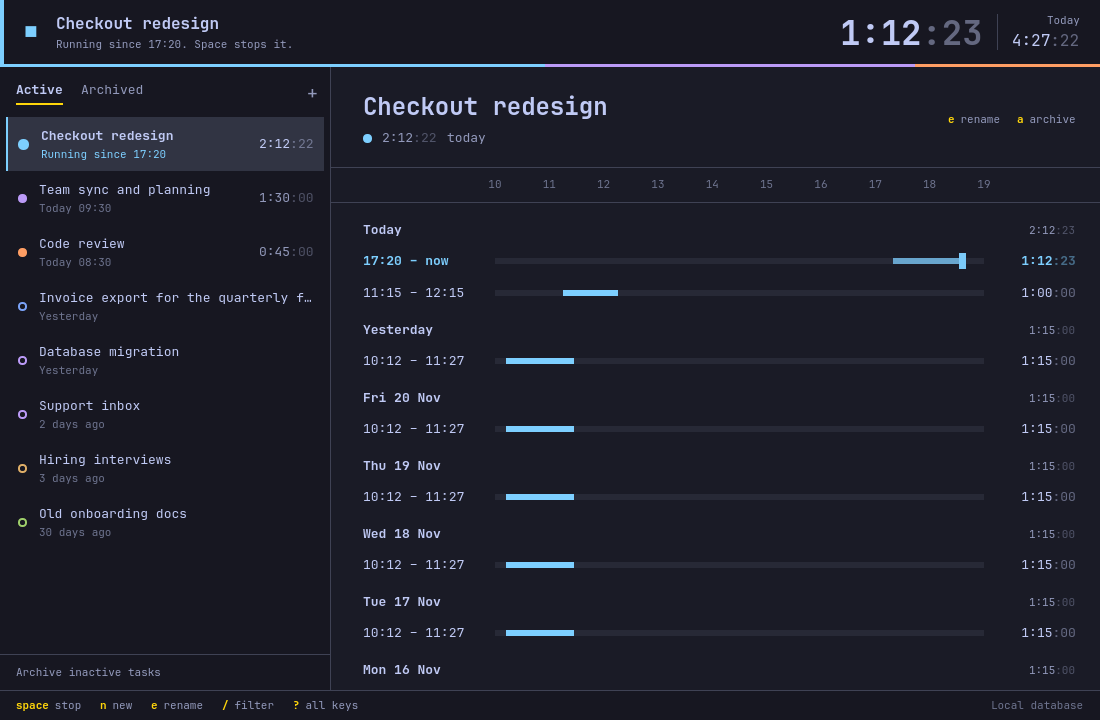 Checkout redesign
Running since 17:20. Space stops it.
1:12:23
Today
4:27:22
Active Archived +
Checkout redesign
Running since 17:20
2:12:22
Team sync and planning
Today 09:30
1:30:00
Code review
Today 08:30
0:45:00
Invoice export for the quarterly f…
Yesterday
Database migration
Yesterday
Support inbox
2 days ago
Hiring interviews
3 days ago
Old onboarding docs
30 days ago
Archive inactive tasks
Checkout redesign
2:12:22 today
e rename a archive
10 11 12 13 14 15 16 17 18 19
Today 2:12:23
17:20 – now 1:12:23
11:15 – 12:15 1:00:00
Yesterday 1:15:00
10:12 – 11:27 1:15:00
Fri 20 Nov 1:15:00
10:12 – 11:27 1:15:00
Thu 19 Nov 1:15:00
10:12 – 11:27 1:15:00
Wed 18 Nov 1:15:00
10:12 – 11:27 1:15:00
Tue 17 Nov 1:15:00
10:12 – 11:27 1:15:00
Mon 16 Nov 1:15:00
space stop n new e rename / filter ? all keys
Local database